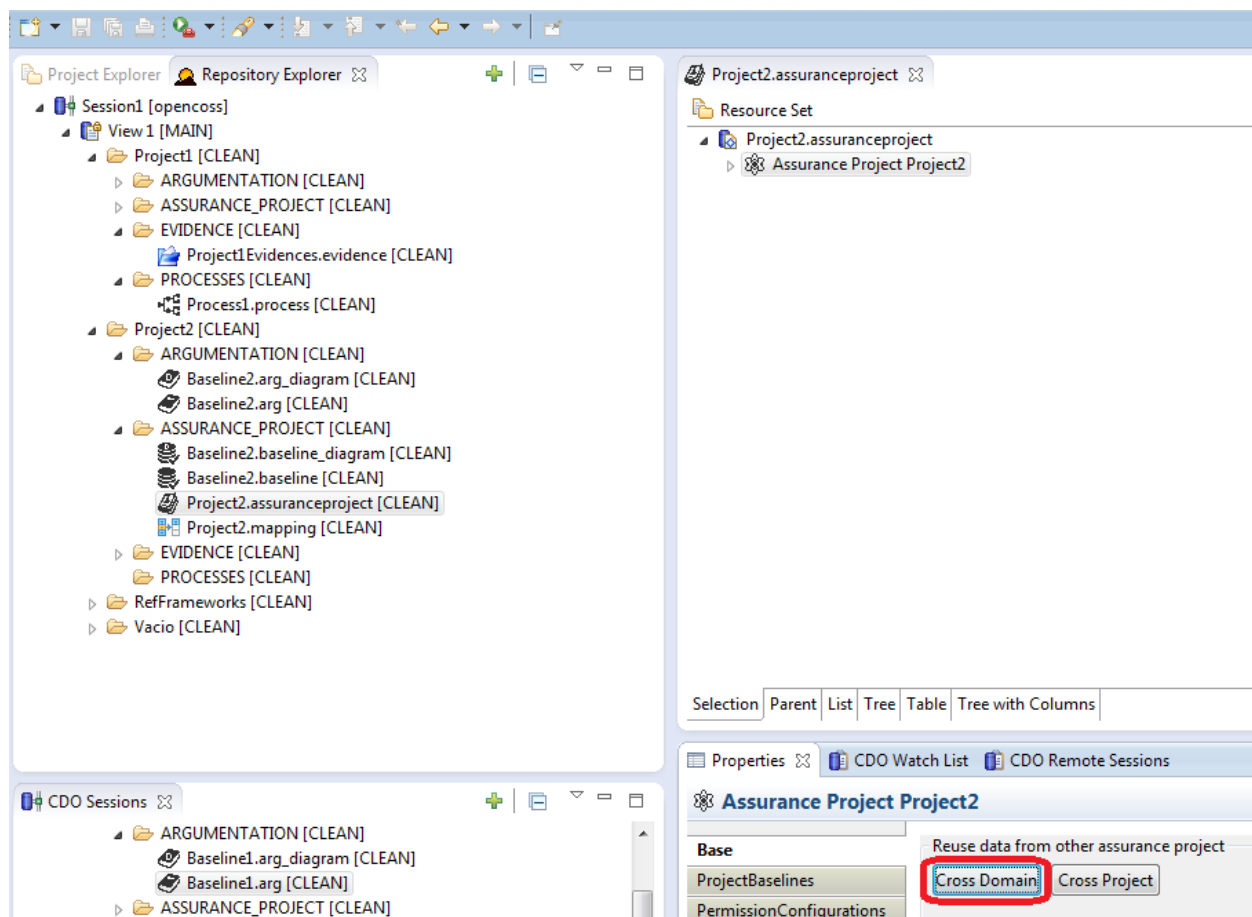 Project Explorer
Repository Explorer
Session1 [opencoss]
View 1 [MAIN]
Project1 [CLEAN]
ARGUMENTATION [CLEAN]
ASSURANCE_PROJECT [CLEAN]
EVIDENCE [CLEAN]
Project1Evidences.evidence [CLEAN]
PROCESSES [CLEAN]
Process1.process [CLEAN]
Project2 [CLEAN]
ARGUMENTATION [CLEAN]
Baseline2.arg_diagram [CLEAN]
Baseline2.arg [CLEAN]
ASSURANCE_PROJECT [CLEAN]
Baseline2.baseline_diagram [CLEAN]
Baseline2.baseline [CLEAN]
Project2.assuranceproject [CLEAN]
Project2.mapping [CLEAN]
EVIDENCE [CLEAN]
PROCESSES [CLEAN]
RefFrameworks [CLEAN]
Vacio [CLEAN]
CDO Sessions
ARGUMENTATION [CLEAN]
Baseline1.arg_diagram [CLEAN]
Baseline1.arg [CLEAN]
ASSURANCE_PROJECT [CLEAN]
Project2.assuranceproject
Resource Set
Project2.assuranceproject
Assurance Project Project2
Selection Parent List Tree Table Tree with Columns
Properties CDO Watch List CDO Remote Sessions
Assurance Project Project2
Base
ProjectBaselines
PermissionConfigurations
Reuse data from other assurance project
Cross Domain Cross Project